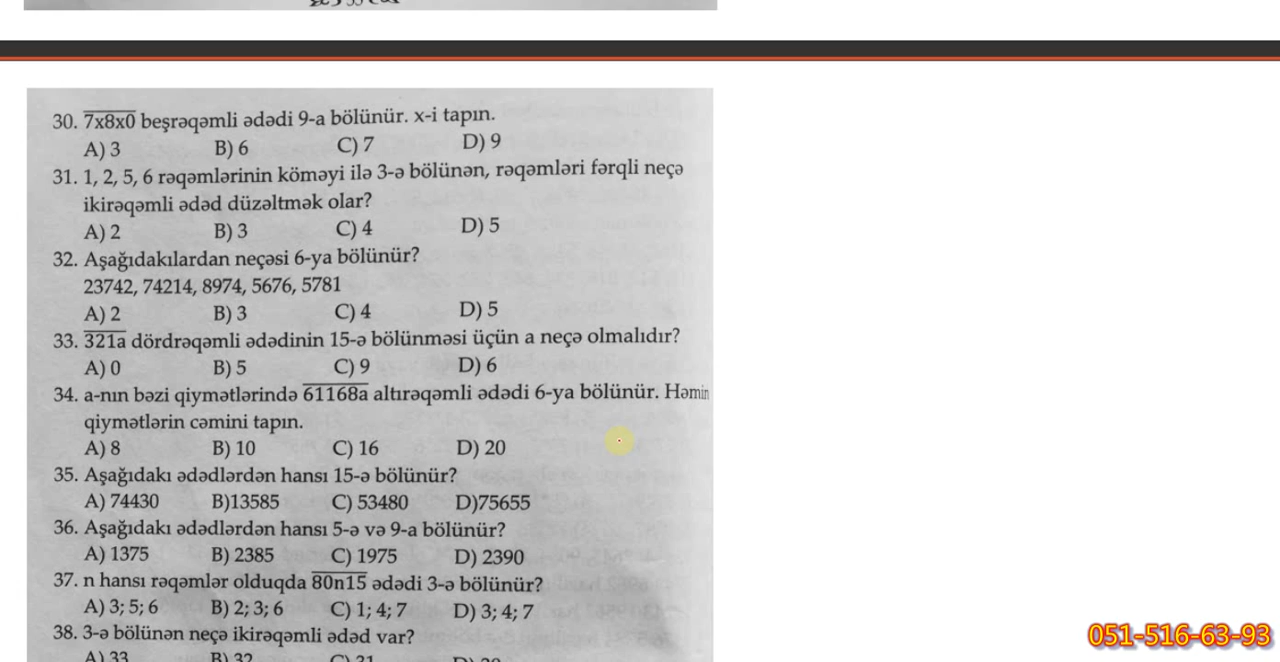 30. 7x8x0 beşrəqəmli ədədi 9-a bölünür. x-i tapın.
A) 3 B) 6 C) 7 D) 9
31. 1, 2, 5, 6 rəqəmlərinin köməyi ilə 3-ə bölünən, rəqəmləri fərqli neçə
ikirəqəmli ədəd düzəltmək olar?
A) 2 B) 3 C) 4 D) 5
32. Aşağıdakılardan neçəsi 6-ya bölünür?
23742, 74214, 8974, 5676, 5781
A) 2 B) 3 C) 4 D) 5
33. 321a dördrəqəmli ədədinin 15-ə bölünməsi üçün a neçə olmalıdır?
A) 0 B) 5 C) 9 D) 6
34. a-nın bəzi qiymətlərində 61168a altırəqəmli ədədi 6-ya bölünür. Həmin
qiymətlərin cəmini tapın.
A) 8 B) 10 C) 16 D) 20
35. Aşağıdakı ədədlərdən hansı 15-ə bölünür?
A) 74430 B)13585 C) 53480 D)75655
36. Aşağıdakı ədədlərdən hansı 5-ə və 9-a bölünür?
A) 1375 B) 2385 C) 1975 D) 2390
37. n hansı rəqəmlər olduqda 80n15 ədədi 3-ə bölünür?
A) 3; 5; 6 B) 2; 3; 6 C) 1; 4; 7 D) 3; 4; 7
38. 3-ə bölünən neçə ikirəqəmli ədəd var?
A) 33 B) 32 C) 31
051-516-63-93